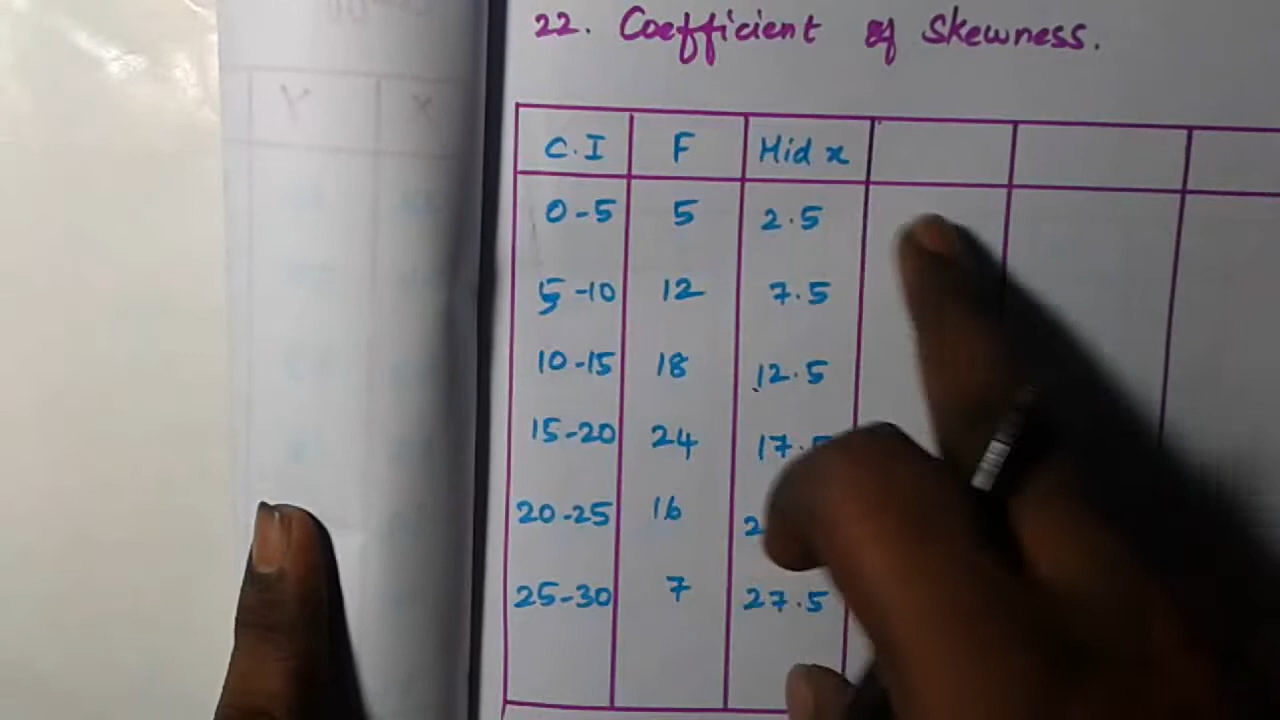 22. Coefficient of Skewness.
C.I F Mid x
0-5 5 2.5
5-10 12 7.5
10-15 18 12.5
15-20 24
20-25 16
25-30 7 27.5
Y X